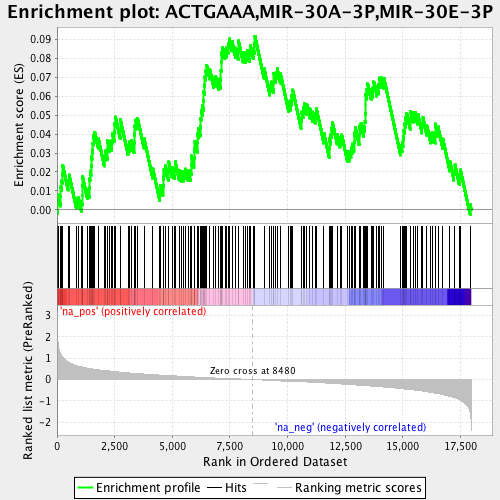 Enrichment plot: ACTGAAA,MIR-30A-3P,MIR-30E-3P
Enrichment score (ES)
0.09
0.08
0.07
0.06
0.05
0.04
0.03
0.02
0.01
0.00
'na_pos' (positively correlated)
Ranked list metric (PreRanked)
3
2
1
0
-1
-2
Zero cross at 8480
'na_neg' (negatively correlated)
0
2,500
5,000
7,500
10,000
12,500
15,000
17,500
Rank in Ordered Dataset
Enrichment profile
Hits
Ranking metric scores